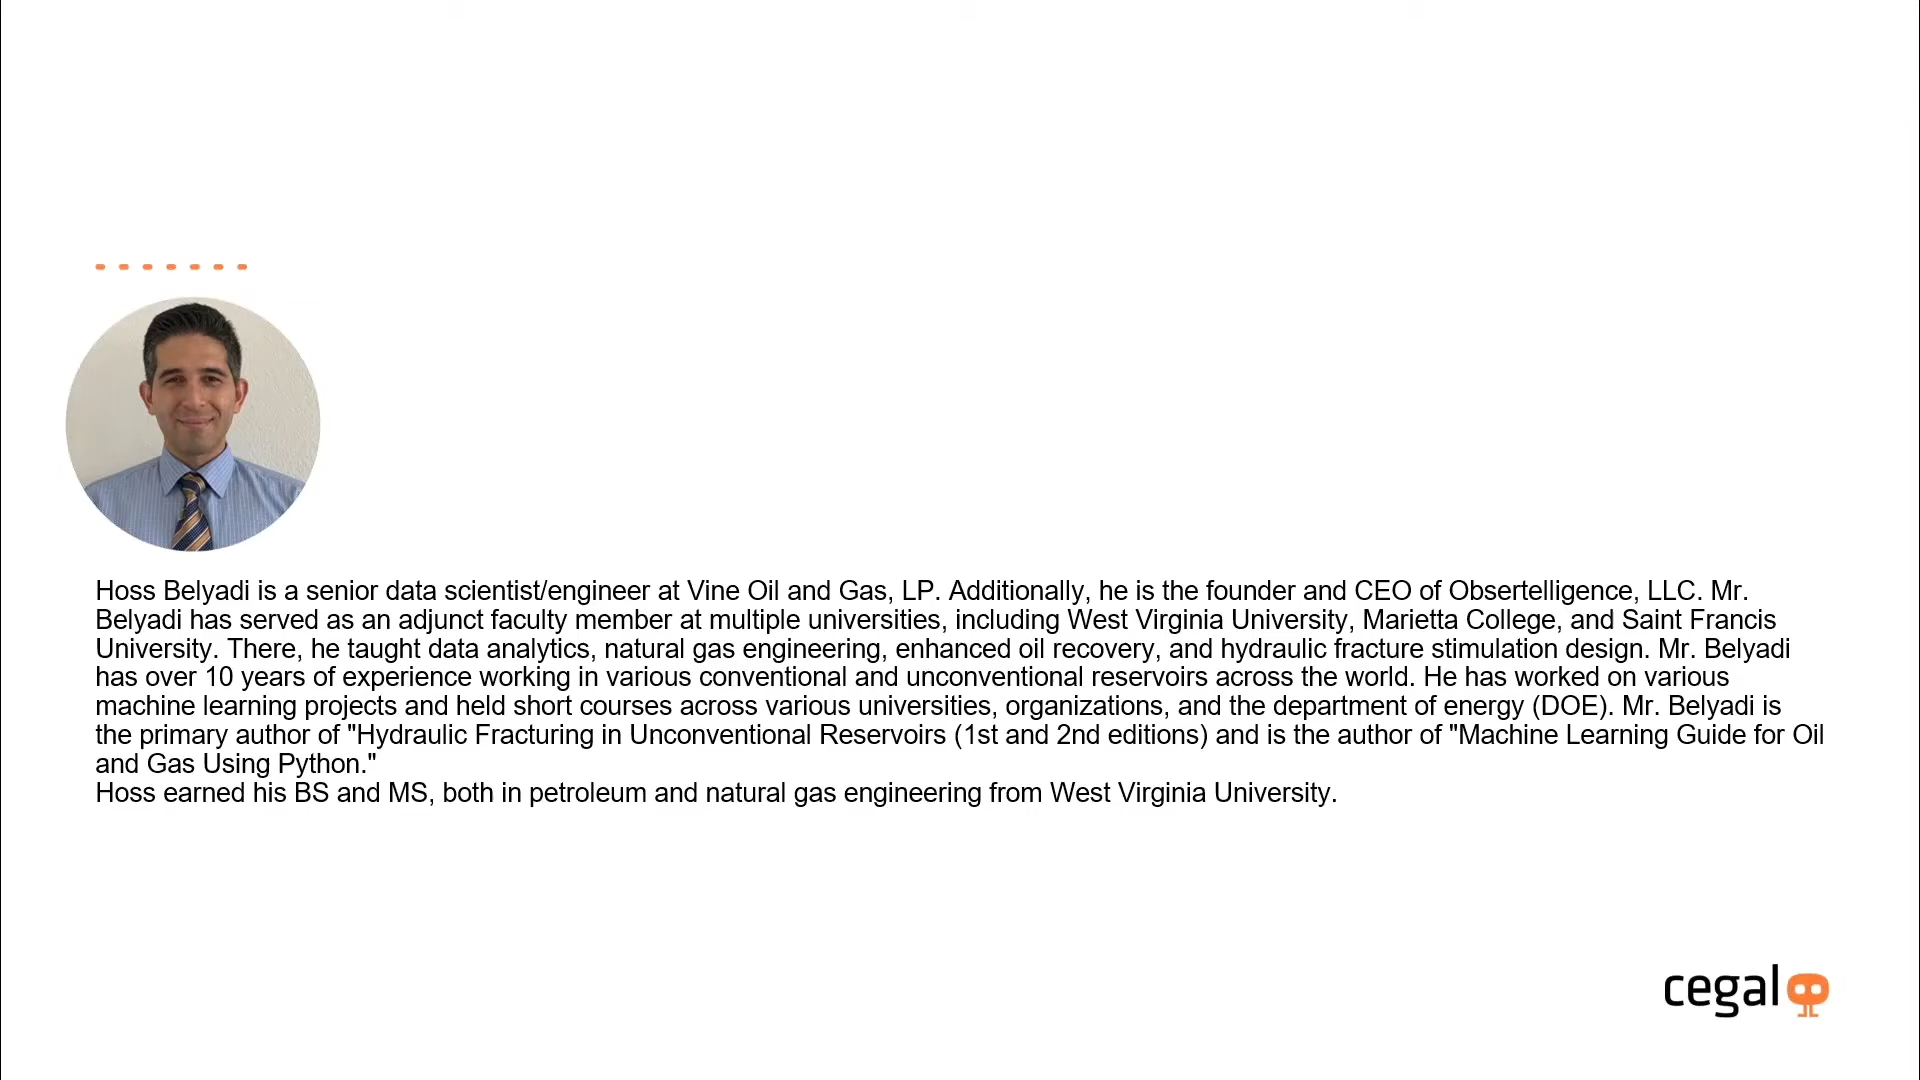 Hoss Belyadi is a senior data scientist/engineer at Vine Oil and Gas, LP. Additionally, he is the founder and CEO of Obsertelligence, LLC. Mr.
Belyadi has served as an adjunct faculty member at multiple universities, including West Virginia University, Marietta College, and Saint Francis
University. There, he taught data analytics, natural gas engineering, enhanced oil recovery, and hydraulic fracture stimulation design. Mr. Belyadi
has over 10 years of experience working in various conventional and unconventional reservoirs across the world. He has worked on various
machine learning projects and held short courses across various universities, organizations, and the department of energy (DOE). Mr. Belyadi is
the primary author of "Hydraulic Fracturing in Unconventional Reservoirs (1st and 2nd editions) and is the author of "Machine Learning Guide for Oil
and Gas Using Python."
Hoss earned his BS and MS, both in petroleum and natural gas engineering from West Virginia University.
cegal